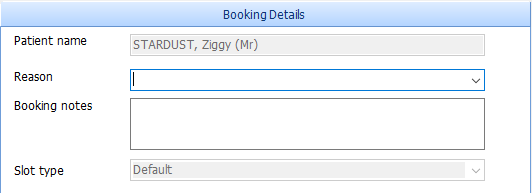 Booking Details
Patient name STARDUST, Ziggy (Mr)
Reason
Booking notes
Slot type Default